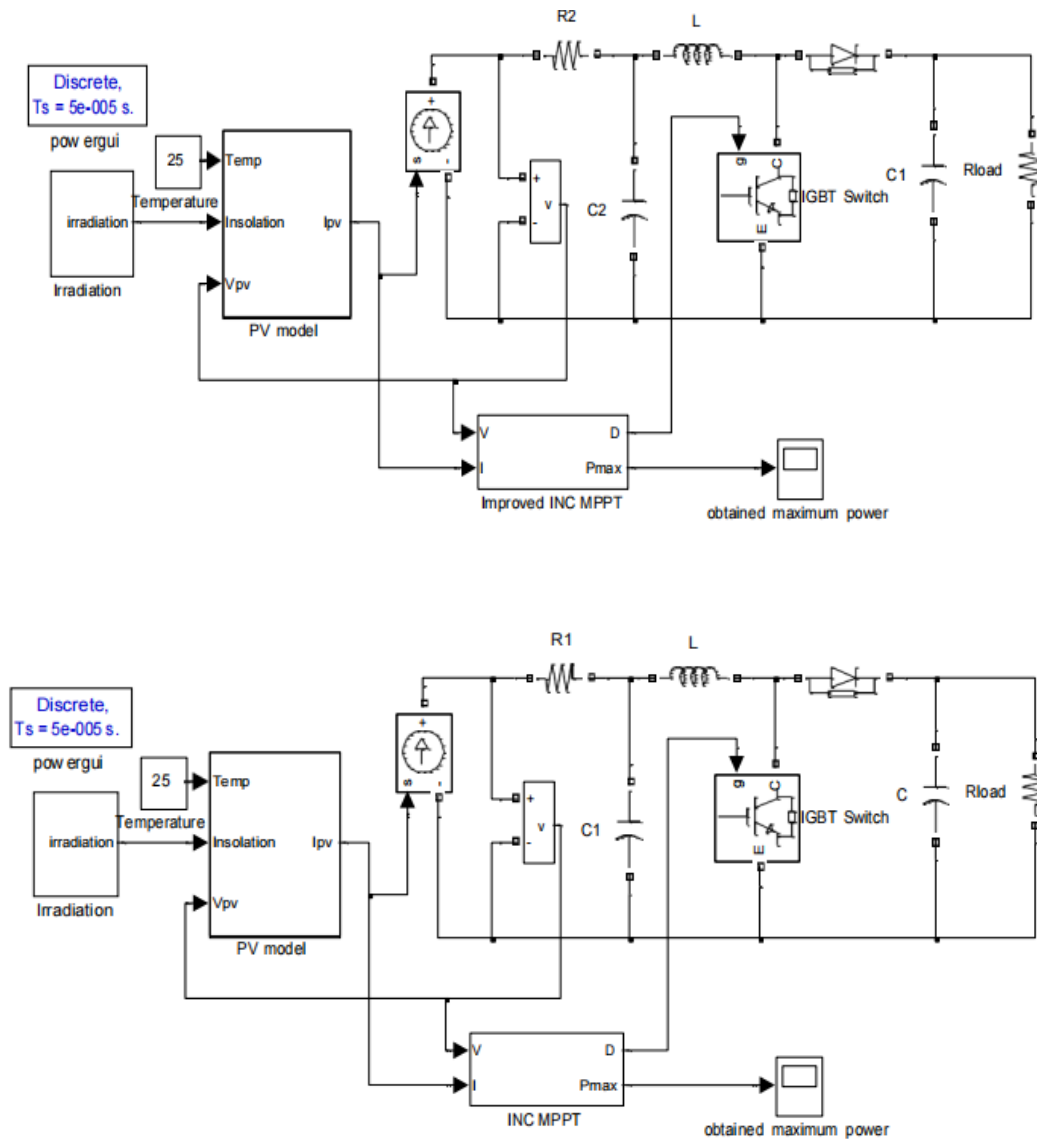 R2
L
Discrete,
Ts = 5e-005 s.
pow ergui
+
s
-
25
Temp
Temperature
irradiation
Insolation
Ipv
Irradiation
Vpv
PV model
+
v
-
C2
g
C
IGBT Switch
E
C1
Rload
V
D
I
Pmax
Improved INC MPPT
obtained maximum power
R1
L
Discrete,
Ts = 5e-005 s.
pow ergui
+
s
-
25
Temp
Temperature
irradiation
Insolation
Ipv
Irradiation
Vpv
PV model
+
v
-
C1
g
C
IGBT Switch
E
C
Rload
V
D
I
Pmax
INC MPPT
obtained maximum power